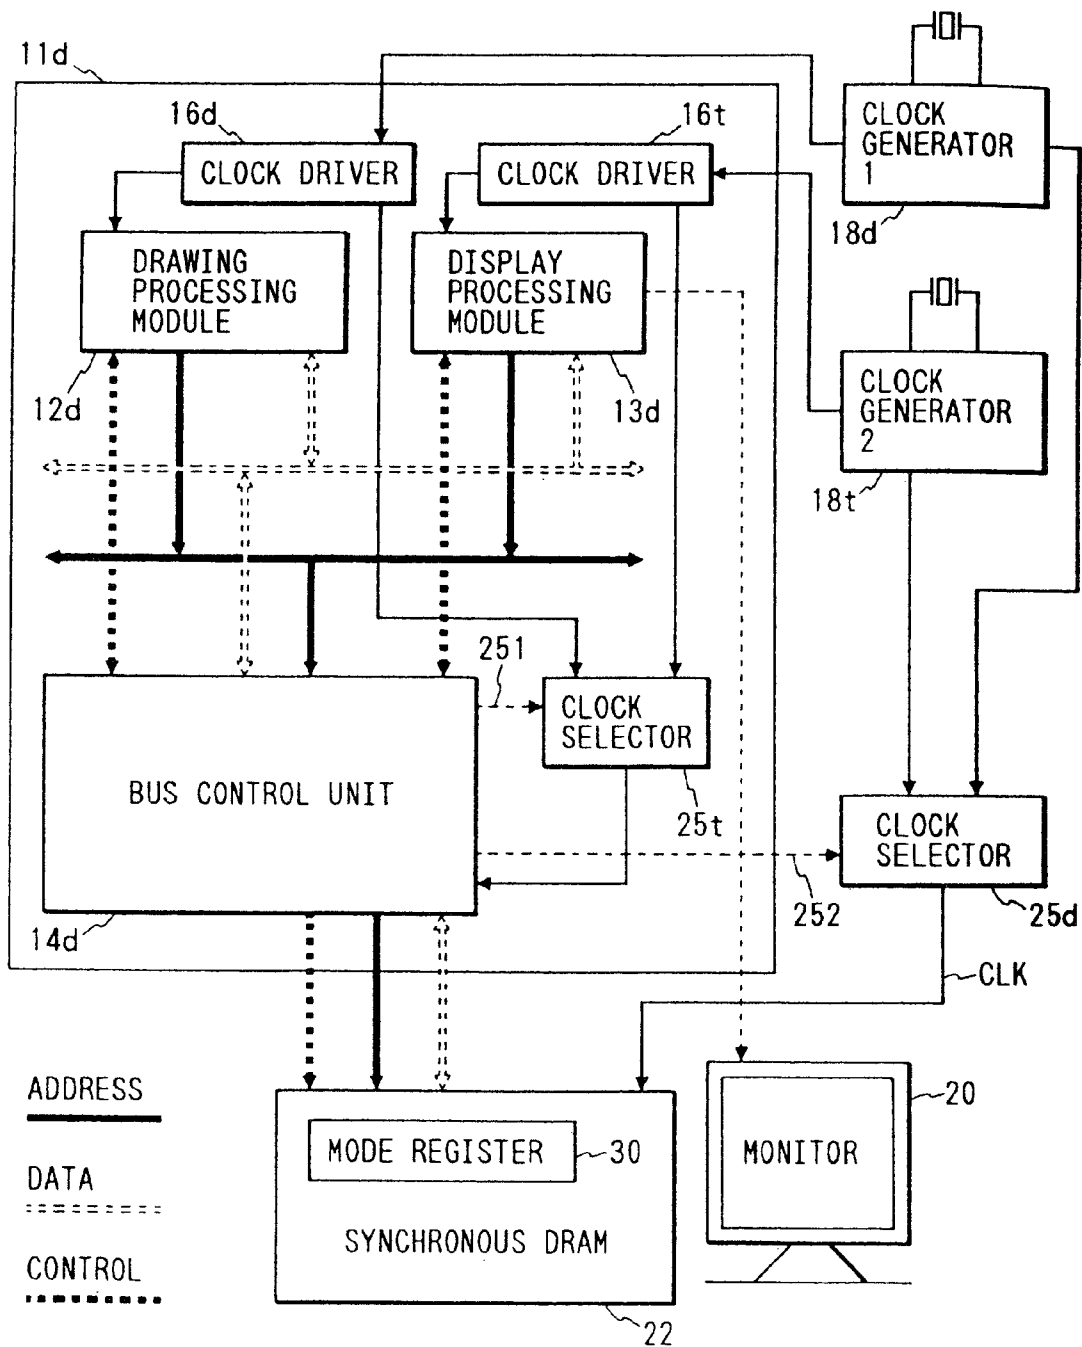 11d
16d
16t
CLOCK DRIVER
CLOCK DRIVER
CLOCK
GENERATOR
1
18d
DRAWING
PROCESSING
MODULE
DISPLAY
PROCESSING
MODULE
12d
13d
CLOCK
GENERATOR
2
18t
251
CLOCK
SELECTOR
25t
BUS CONTROL UNIT
CLOCK
SELECTOR
252
25d
14d
CLK
ADDRESS
DATA
CONTROL
MODE REGISTER
30
SYNCHRONOUS DRAM
22
MONITOR
20